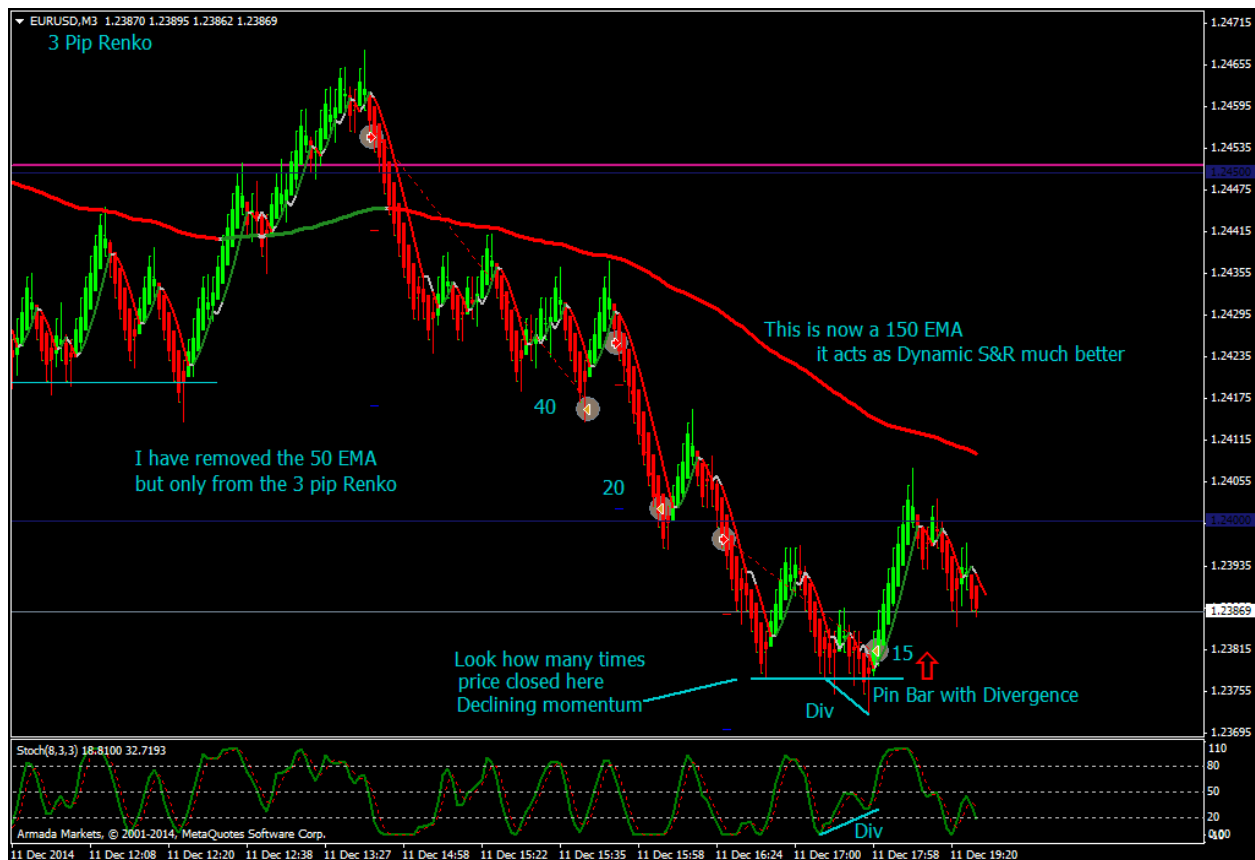 EURUSD,M3 1.23870 1.23895 1.23862 1.23869
3 Pip Renko
1.24715
1.24655
1.24595
1.24535
1.24500
1.24475
1.24415
1.24355
1.24295
This is now a 150 EMA
it acts as Dynamic S&R much better
1.24235
1.24175
40
I have removed the 50 EMA
but only from the 3 pip Renko
1.24115
1.24055
20
1.24000
1.23935
1.23869
1.23815
15
Look how many times
price closed here
Declining momentum
Pin Bar with Divergence
1.23755
Div
1.23695
Stoch(8,3,3) 18.8100 32.7193
110
80
50
20
Div
Armada Markets, © 2001-2014, MetaQuotes Software Corp.
11 Dec 2014 11 Dec 12:08 11 Dec 12:20 11 Dec 12:38 11 Dec 13:27 11 Dec 14:58 11 Dec 15:22 11 Dec 15:35 11 Dec 15:58 11 Dec 16:24 11 Dec 17:00 11 Dec 17:58 11 Dec 19:20